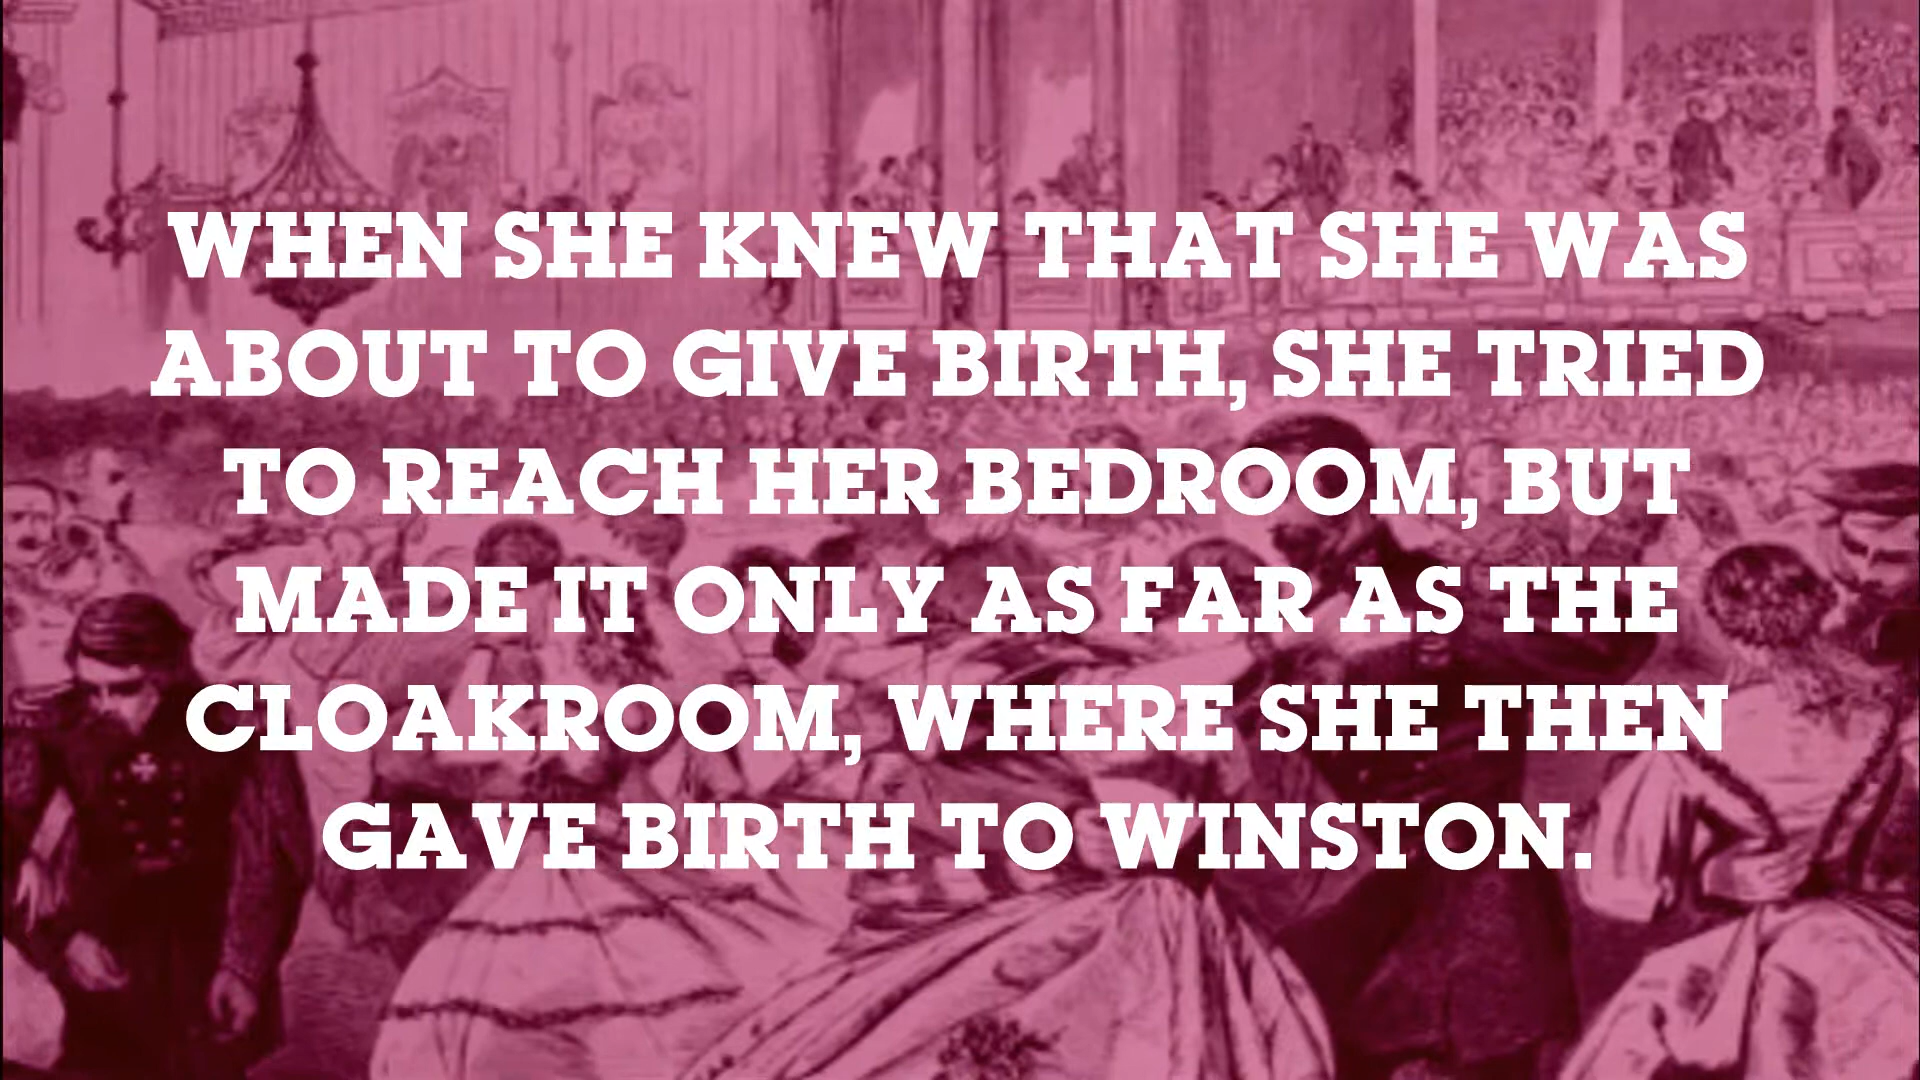 WHEN SHE KNEW THAT SHE WAS
ABOUT TO GIVE BIRTH, SHE TRIED
TO REACH HER BEDROOM, BUT
MADE IT ONLY AS FAR AS THE
CLOAKROOM, WHERE SHE THEN
GAVE BIRTH TO WINSTON.